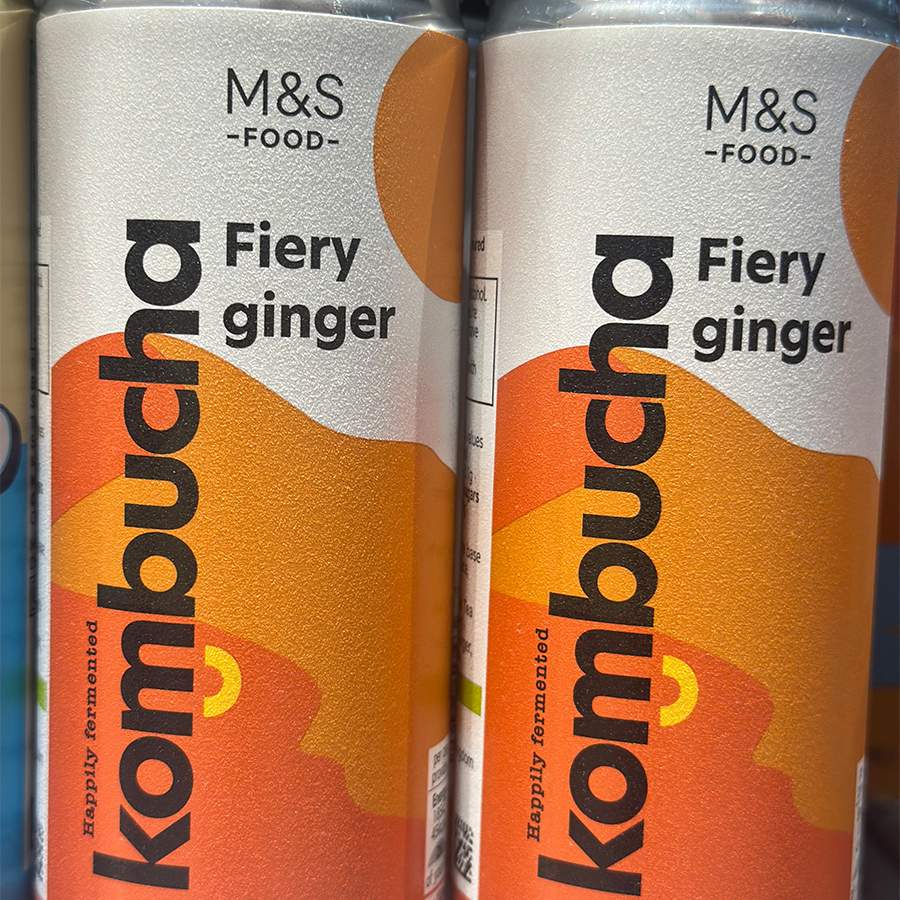 M&S
-FOOD-
Fiery
ginger
kombucha
Happily fermented
M&S
-FOOD-
Fiery
ginger
kombucha
Happily fermented